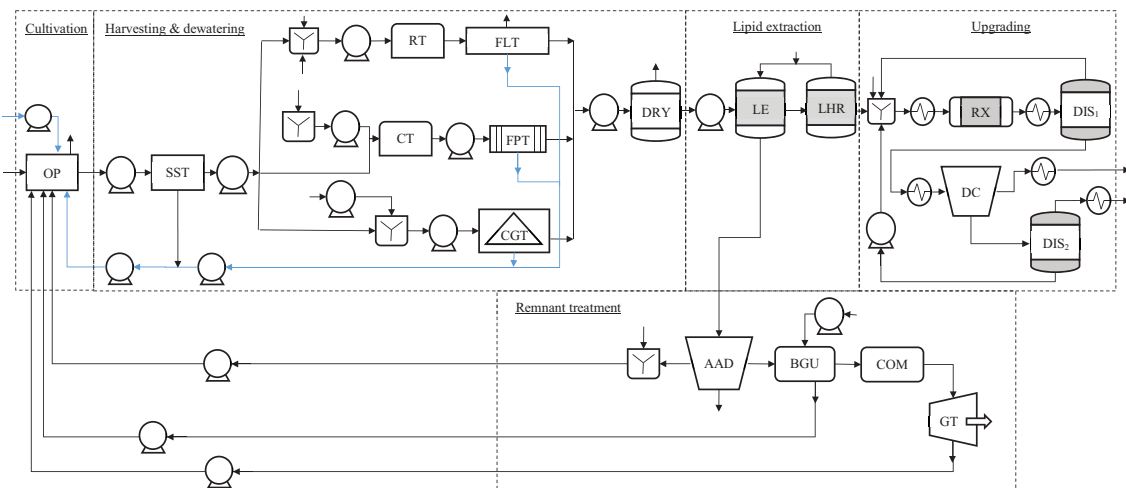 Cultivation
Harvesting & dewatering
Lipid extraction
Upgrading
RT
FLT
DRY
LE
LHR
RX
DIS1
OP
SST
CT
FPT
DC
CGT
DIS2
Remnant treatment
AAD
BGU
COM
GT